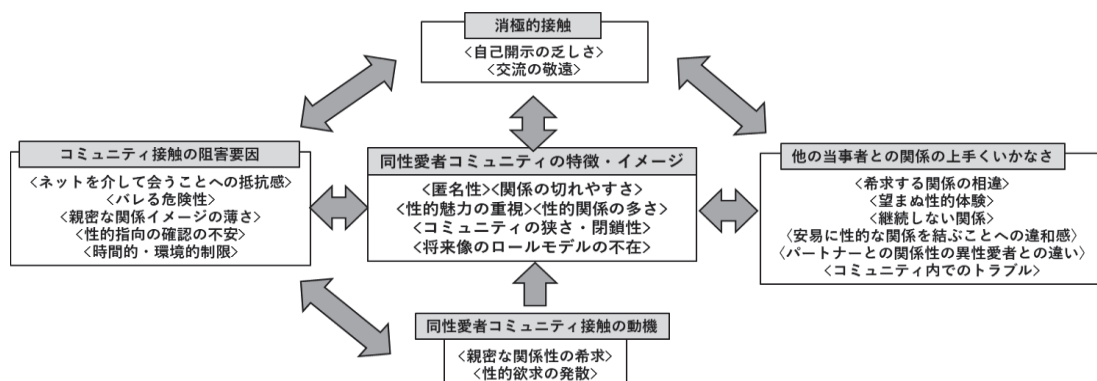 消極的接触
<自己開示の乏しさ>
<交流の敬遠>
コミュニティ接触の阻害要因
<ネットを介して会うことへの抵抗感>
<バレる危険性>
<親密な関係イメージの薄さ>
<性的指向の確認の不安>
<時間的・環境的制限>
同性愛者コミュニティの特徴・イメージ
<匿名性><関係の切れやすさ>
<性的魅力の重視><性的関係の多さ>
<コミュニティの狭さ・閉鎖性>
<将来像のロールモデルの不在>
他の当事者との関係の上手くいかなさ
<希求する関係の相違>
<望まぬ性的体験>
<継続しない関係>
〈安易に性的な関係を結ぶことへの違和感〉
〈パートナーとの関係性の異性愛者との違い〉
<コミュニティ内でのトラブル>
同性愛者コミュニティ接触の動機
<親密な関係性の希求>
<性的欲求の発散>